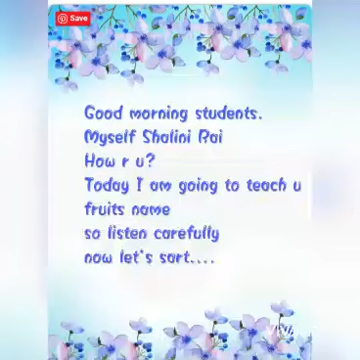 Save
Good morning students.
Myself Shalini Rai
How r u?
Today I am going to teach u
fruits name
so listen carefully
now let's sart....